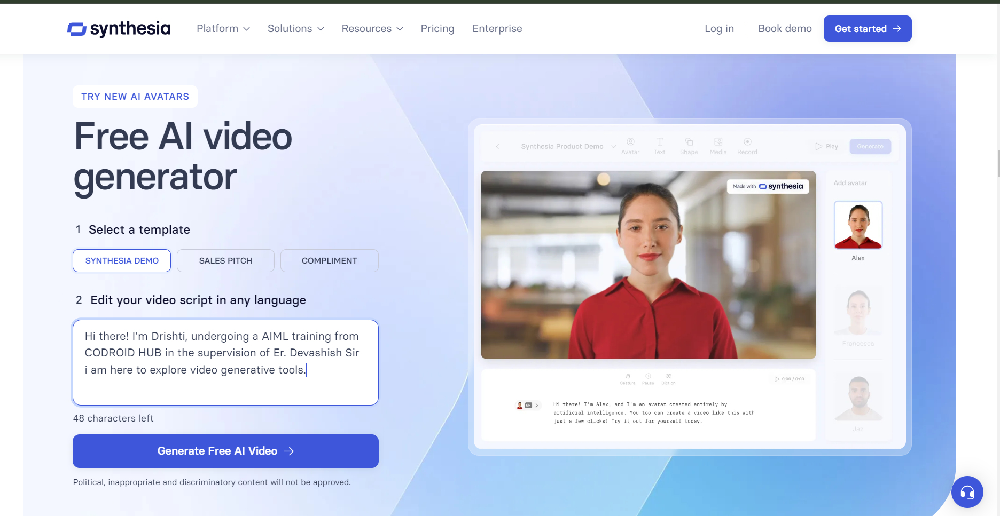 synthesia
Platform
Solutions
Resources
Pricing
Enterprise
Log in
Book demo
Get started
TRY NEW AI AVATARS
Free AI video
generator
1 Select a template
SYNTHESIA DEMO
SALES PITCH
COMPLIMENT
2 Edit your video script in any language
Hi there! I'm Drishti, undergoing a AIML training from
CODROID HUB in the supervision of Er. Devashish Sir
i am here to explore video generative tools.
48 characters left
Generate Free AI Video
Political, inappropriate and discriminatory content will not be approved.
Synthesia Product Demo
Avatar
Text
Shape
Media
Record
Play
Generate
Made with synthesia
Add avatar
Alex
Francesca
Jaz
Gesture
Pause
Diction
0:00 / 0:09
EN
Hi there! I'm Alex, and I'm an avatar created entirely by
artificial intelligence. You too can create a video like this with
just a few clicks! Try it out for yourself today.